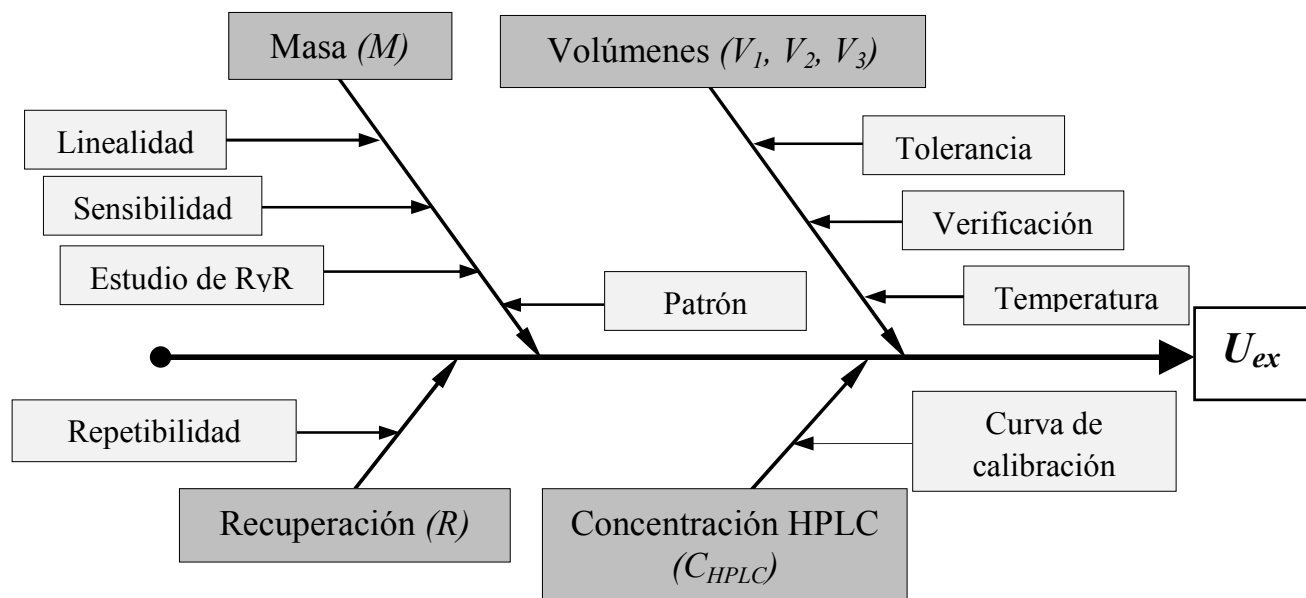 Masa (M)
Volúmenes (V1, V2, V3)
Linealidad
Tolerancia
Sensibilidad
Verificación
Estudio de RyR
Patrón
Temperatura
Uex
Repetibilidad
Curva de
calibración
Recuperación (R)
Concentración HPLC
(CHPLC)